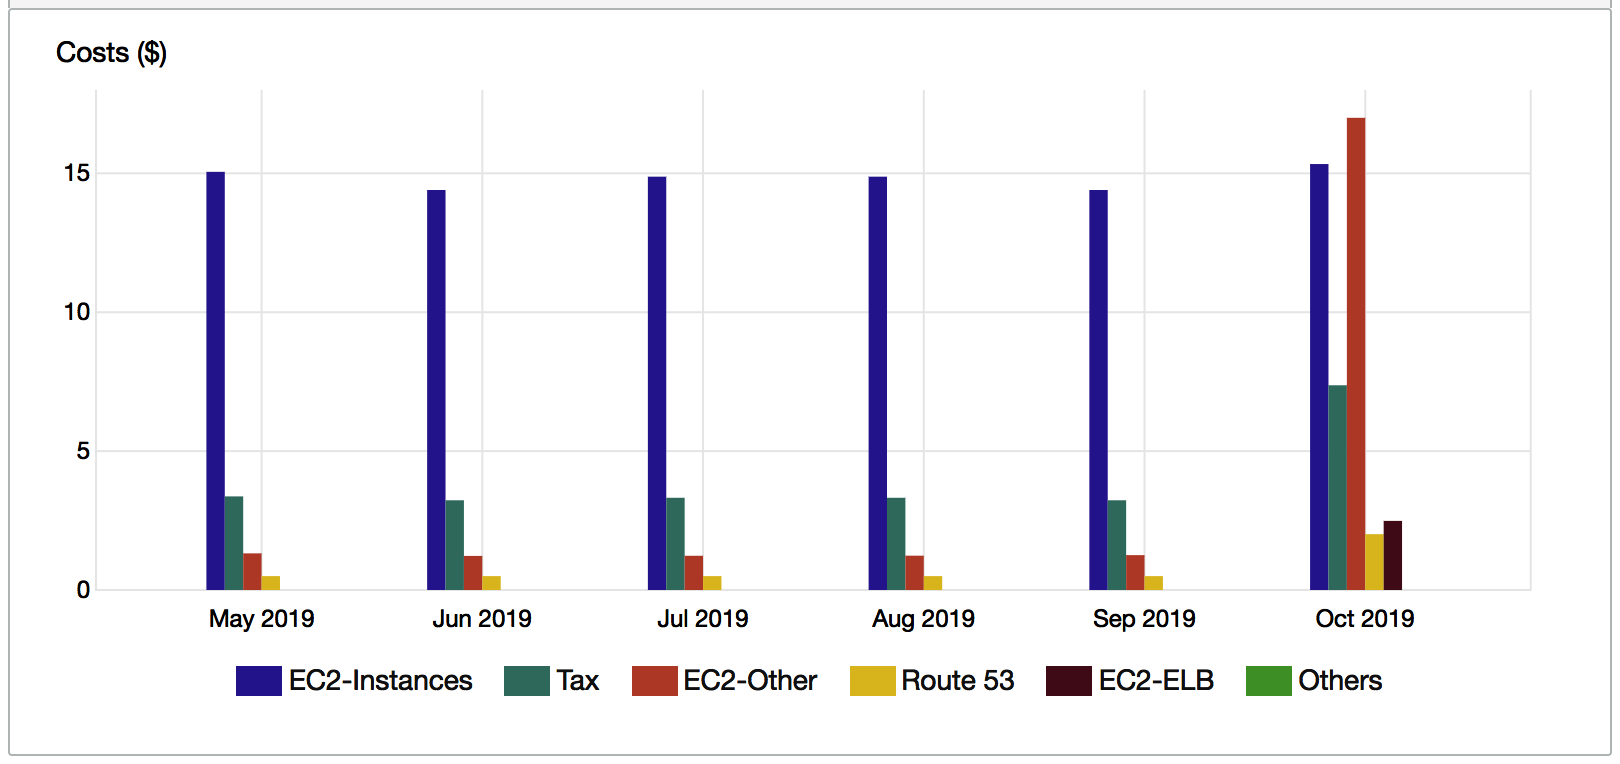 Costs ($)
15
10
5
0
May 2019 Jun 2019 Jul 2019 Aug 2019 Sep 2019 Oct 2019
EC2-Instances Tax EC2-Other Route 53 EC2-ELB Others